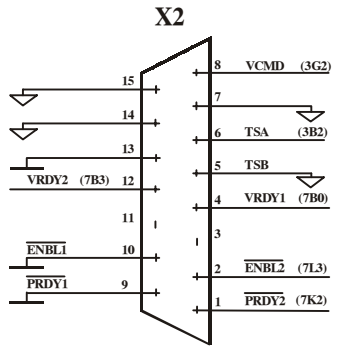 X2
8 VCMD (3G2)
15
7
14
6 TSA (3B2)
13
5 TSB
VRDY2 (7B3) 12
4 VRDY1 (7B0)
11
3
ENBL1 10
2 ENBL2 (7L3)
PRDY1 9
1 PRDY2 (7K2)